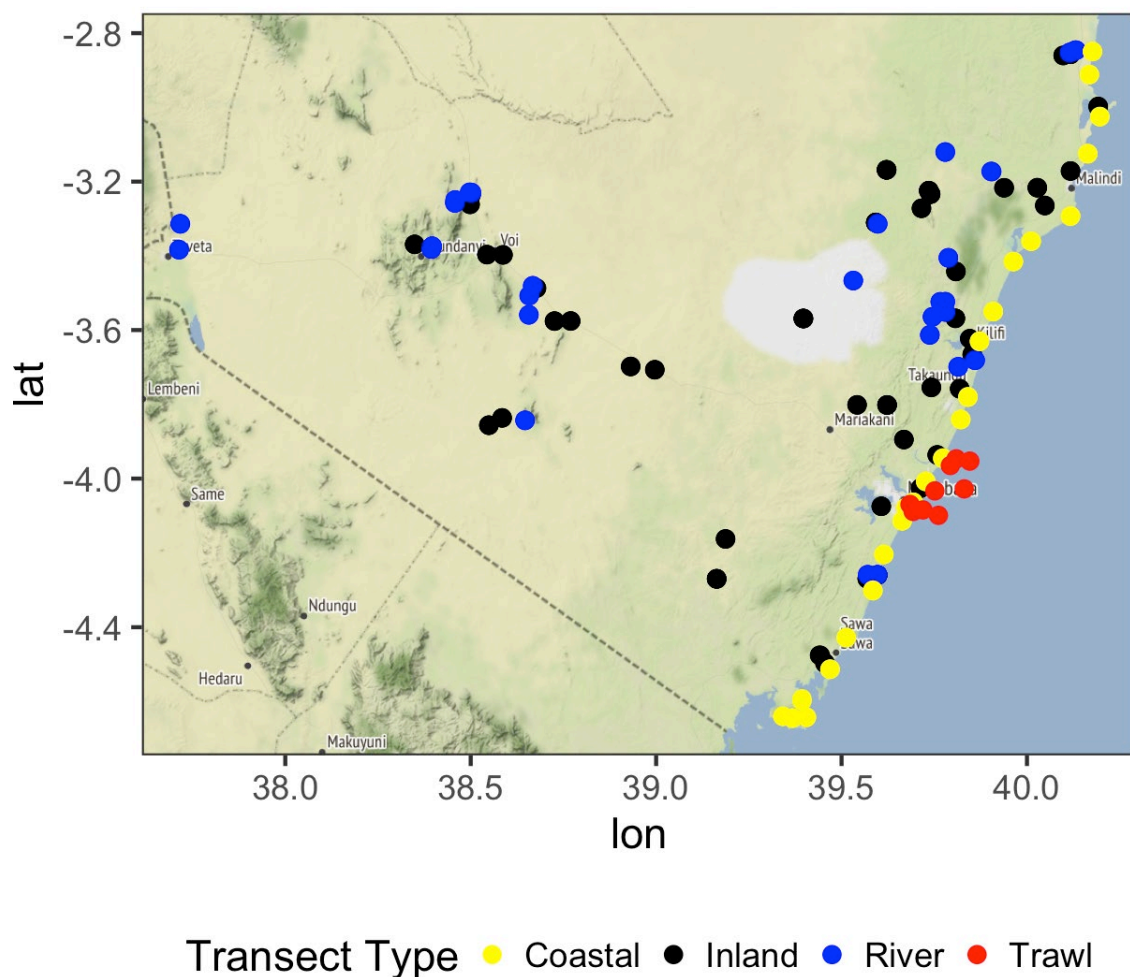 lat
-2.8
-3.2
-3.6
-4.0
-4.4
Malindi
Voi
Kilifi
Lembeni
Mariakani
Same
Ndungu
Sawa
Hedaru
Makuyuni
38.0 38.5 39.0 39.5 40.0
lon
Transect Type Coastal Inland River Trawl